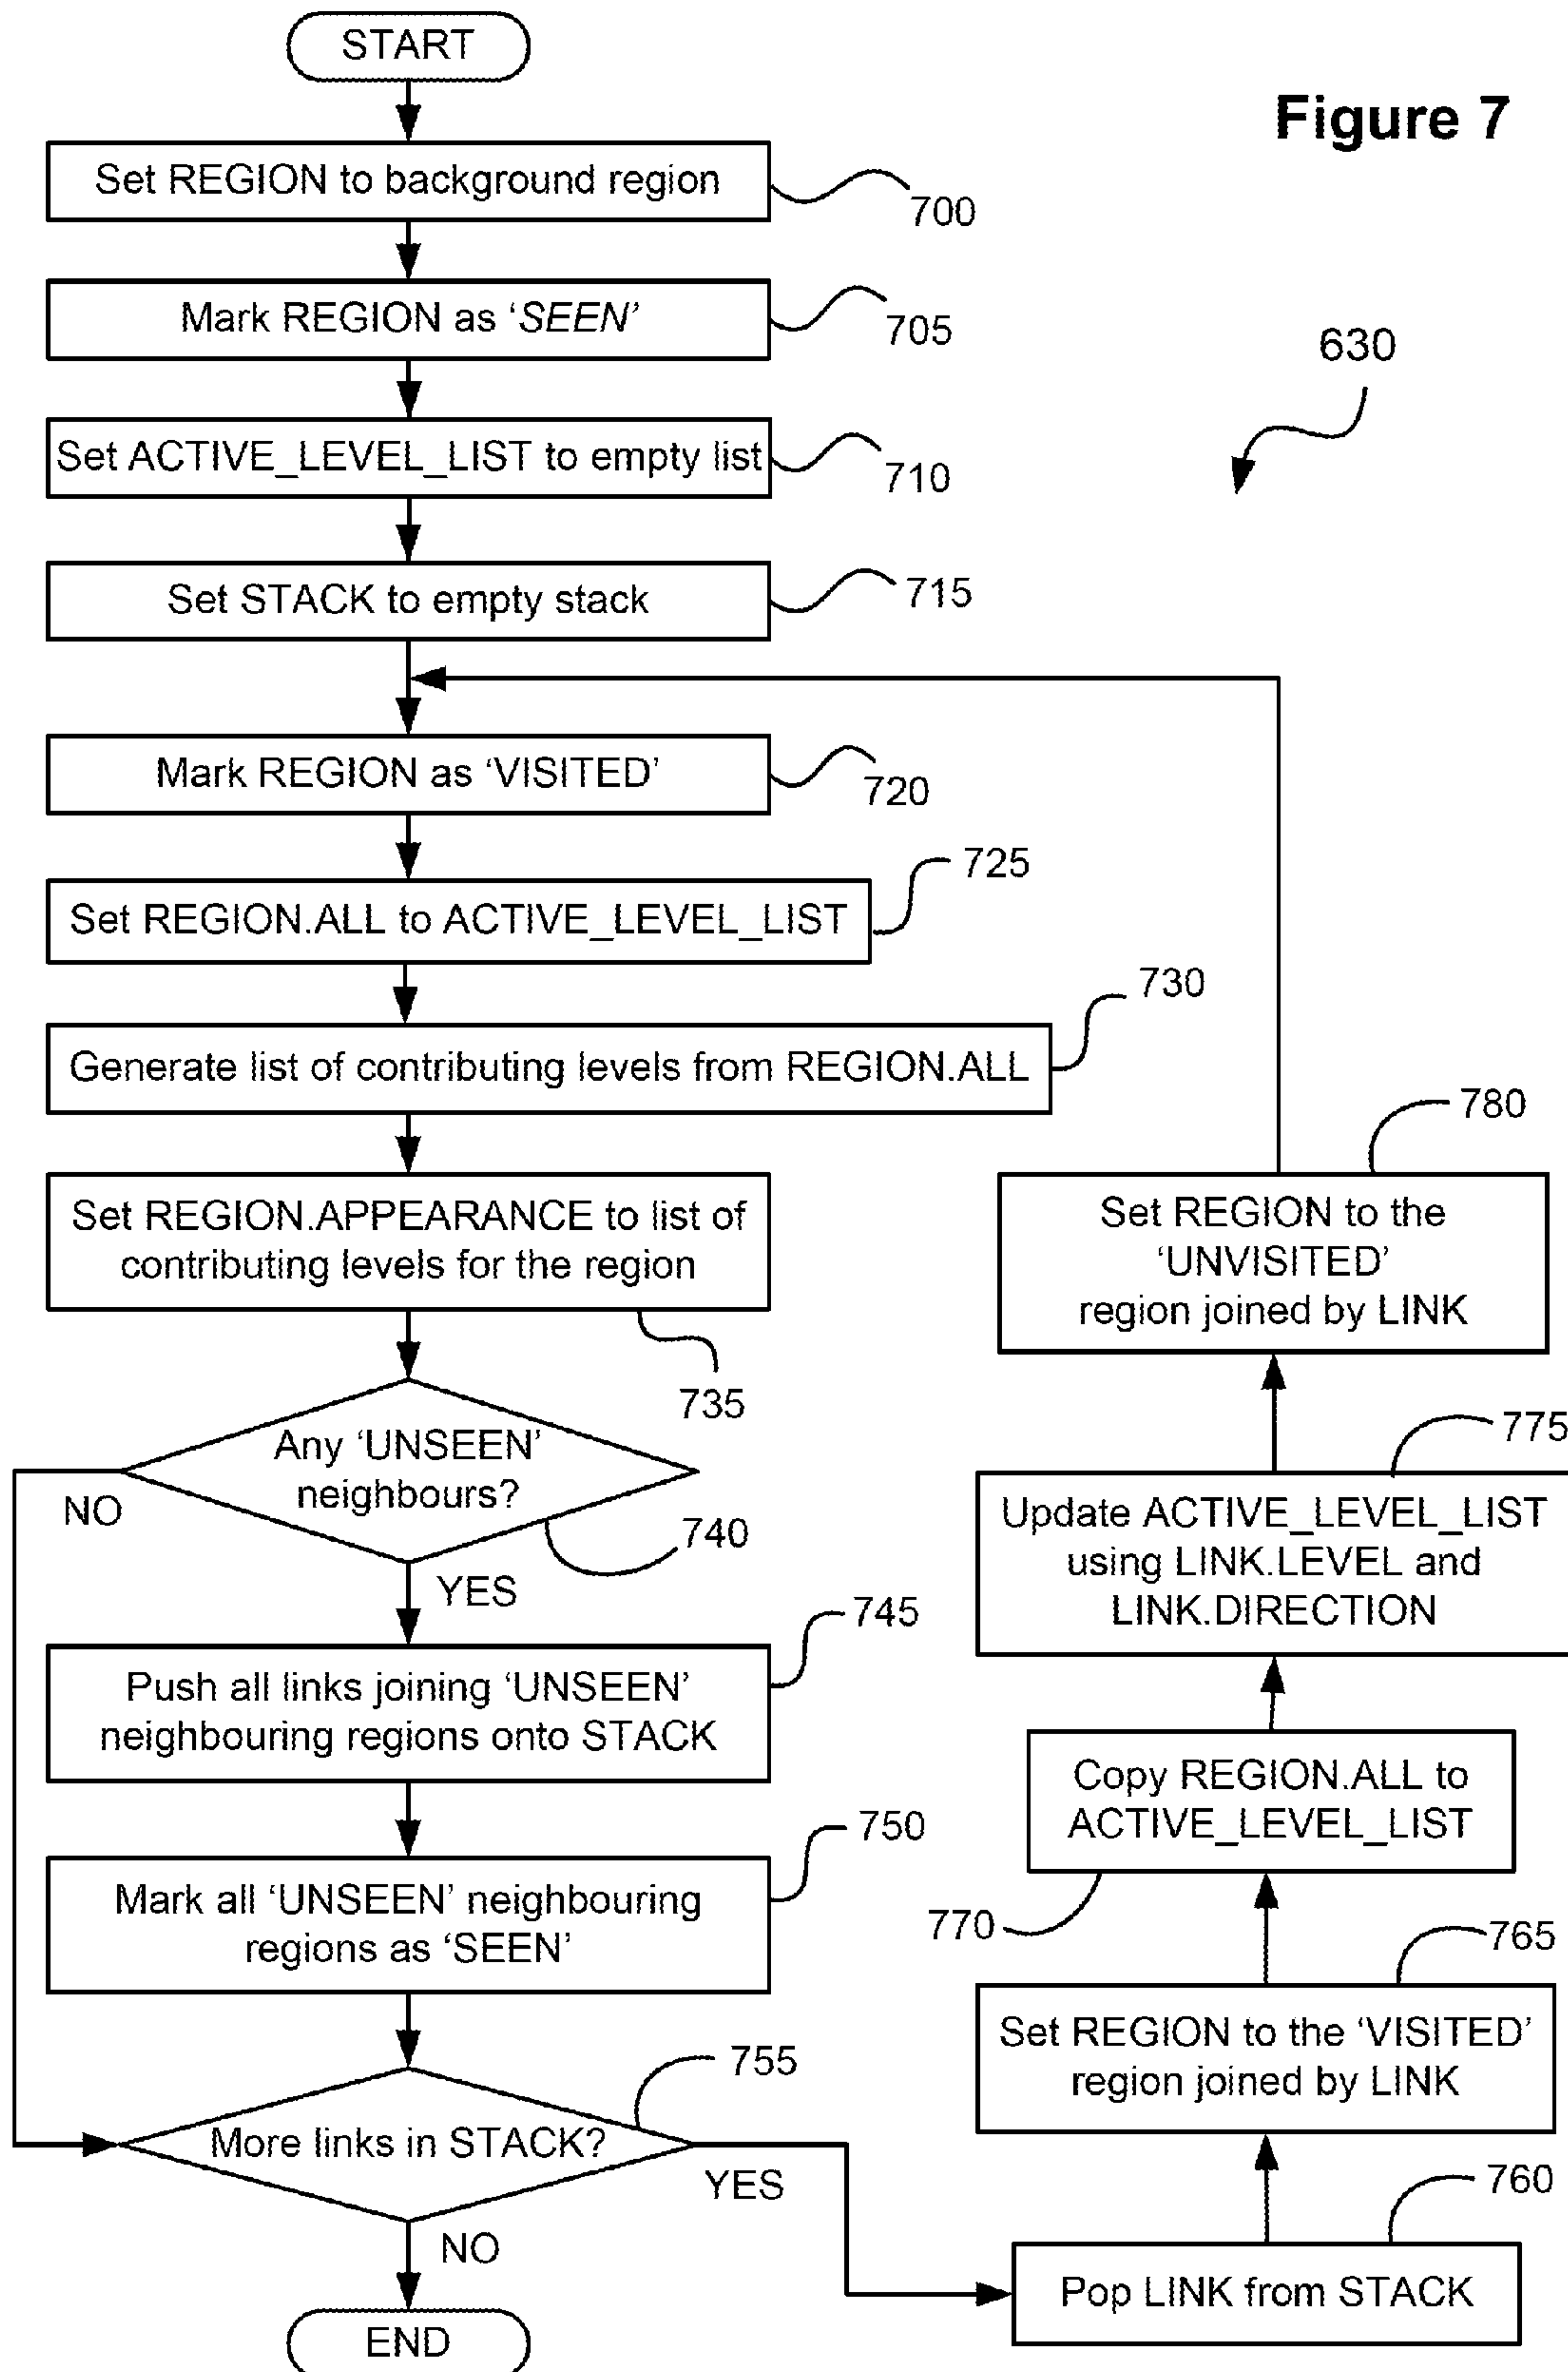 START
Figure 7
Set REGION to background region
700
Mark REGION as ‘SEEN’
705
630
Set ACTIVE_LEVEL_LIST to empty list
710
Set STACK to empty stack
715
Mark REGION as ‘VISITED’
720
725
Set REGION.ALL to ACTIVE_LEVEL_LIST
730
Generate list of contributing levels from REGION.ALL
Set REGION.APPEARANCE to list of
contributing levels for the region
735
Any ‘UNSEEN’
neighbours?
NO
740
YES
745
Push all links joining ‘UNSEEN’
neighbouring regions onto STACK
750
Mark all ‘UNSEEN’ neighbouring
regions as ‘SEEN’
755
More links in STACK?
YES
NO
END
760
Pop LINK from STACK
765
Set REGION to the ‘VISITED’
region joined by LINK
770
Copy REGION.ALL to
ACTIVE_LEVEL_LIST
775
Update ACTIVE_LEVEL_LIST
using LINK.LEVEL and
LINK.DIRECTION
780
Set REGION to the
‘UNVISITED’
region joined by LINK